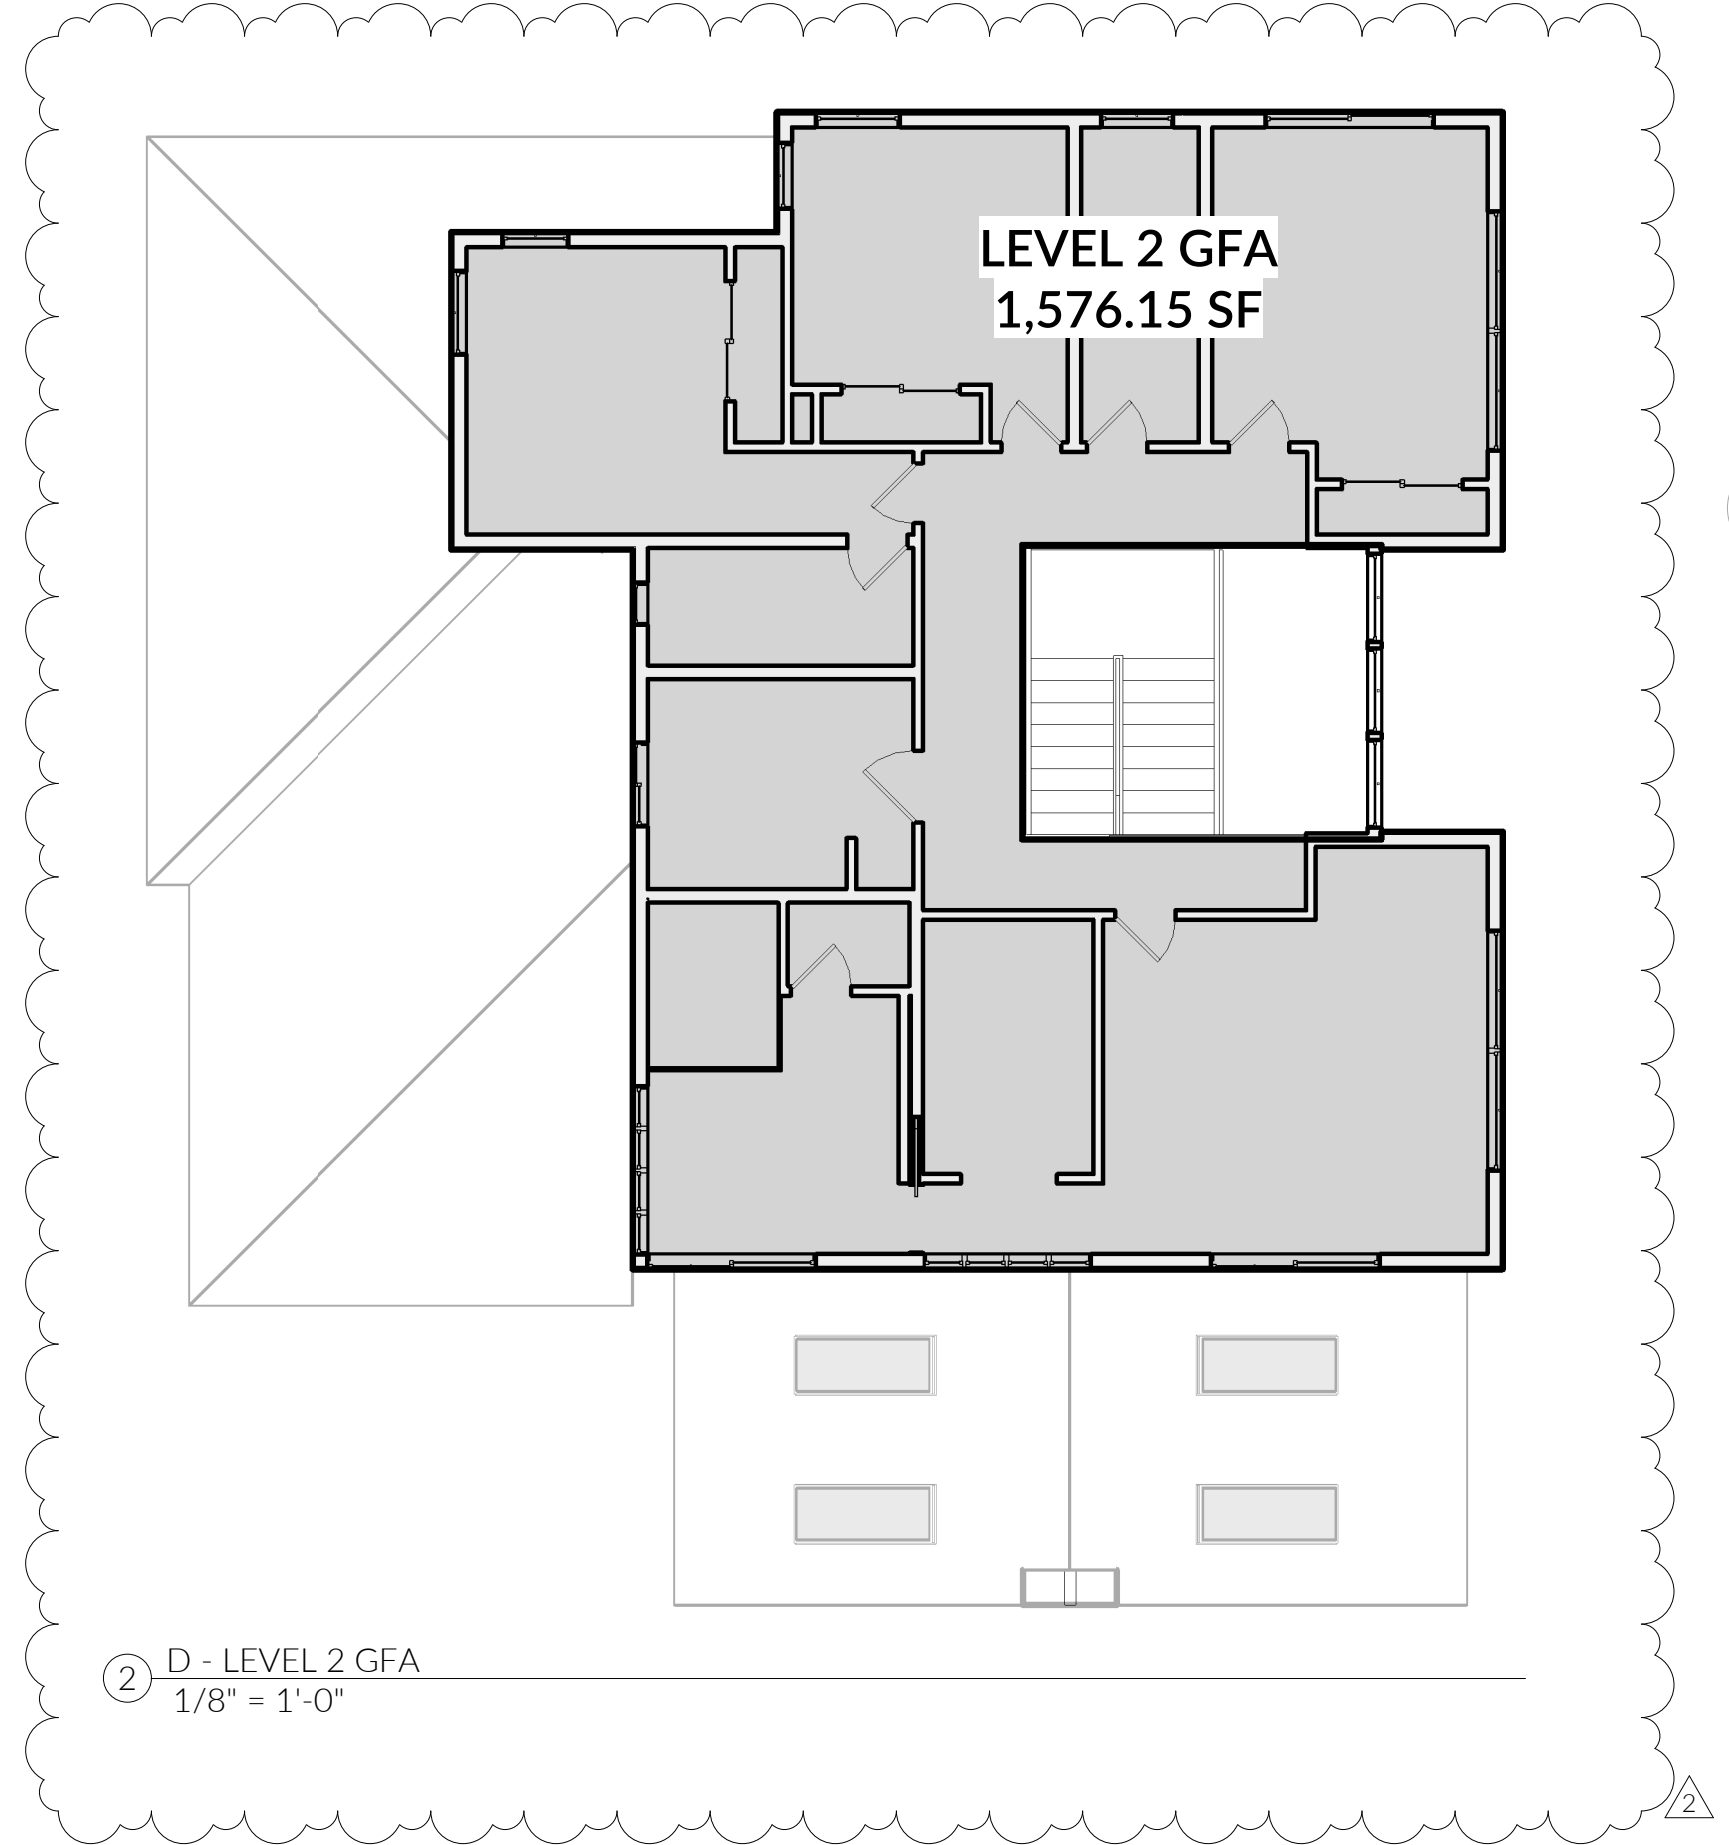 LEVEL 2 GFA
1,576.15 SF
2
D - LEVEL 2 GFA
1/8" = 1'-0"
2